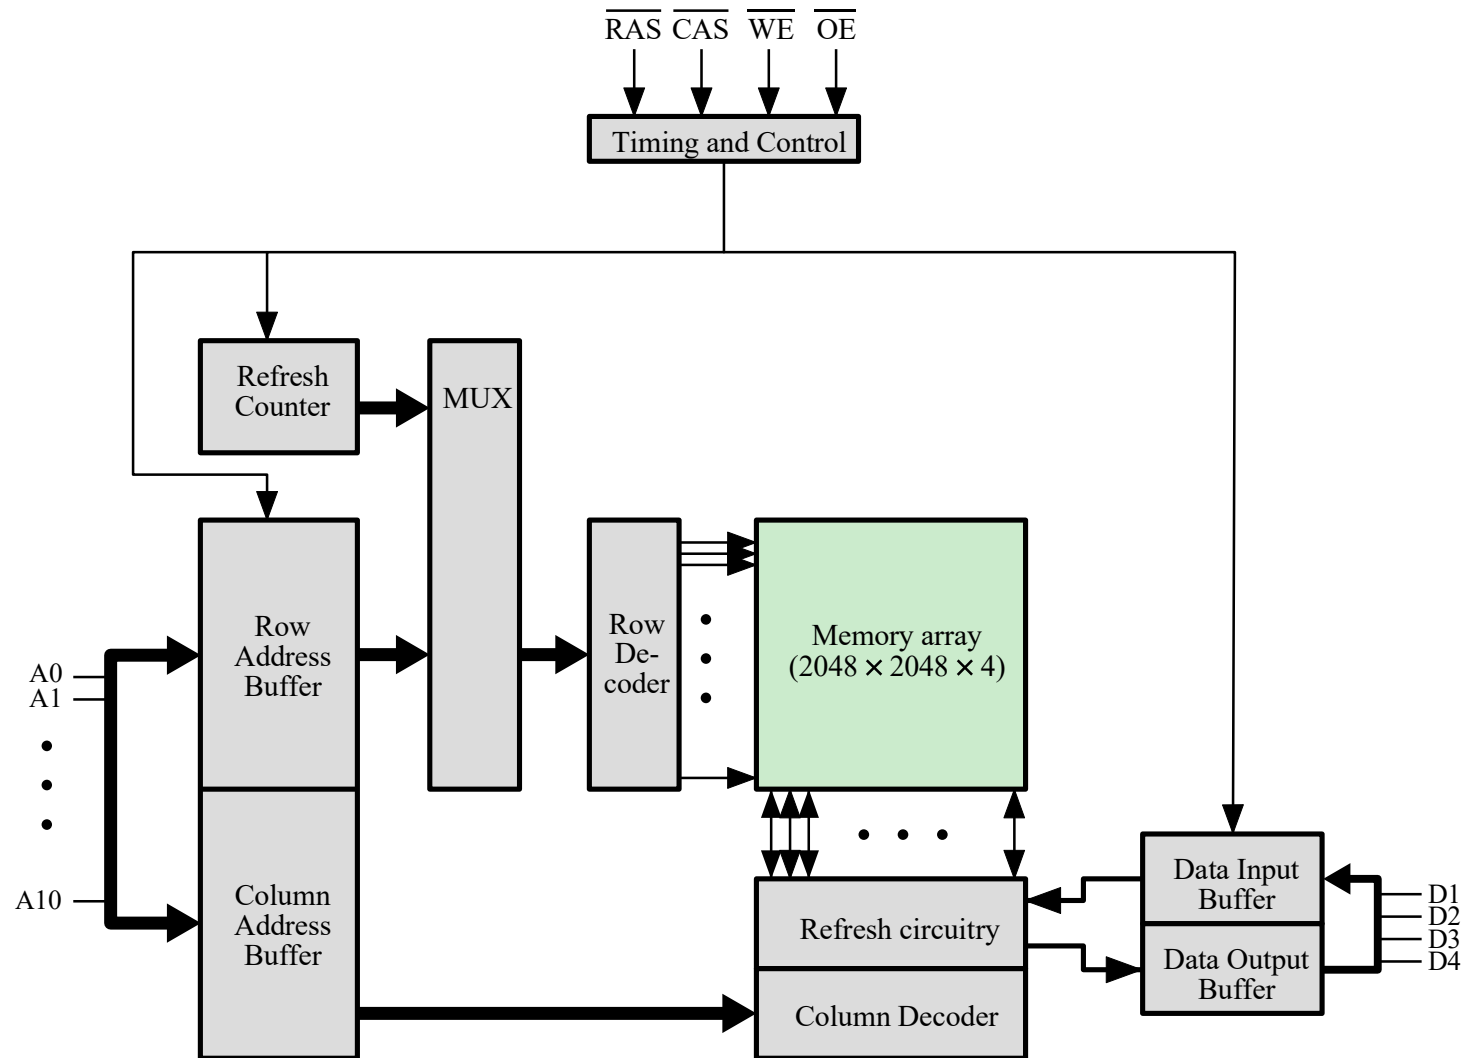 RAS CAS WE OE
Timing and Control
Refresh
Counter
MUX
Row
Address
Buffer
Row
De-
coder
Memory array
(2048 × 2048 × 4)
A0
A1
A10
Column
Address
Buffer
Refresh circuitry
Column Decoder
Data Input
Buffer
Data Output
Buffer
D1
D2
D3
D4